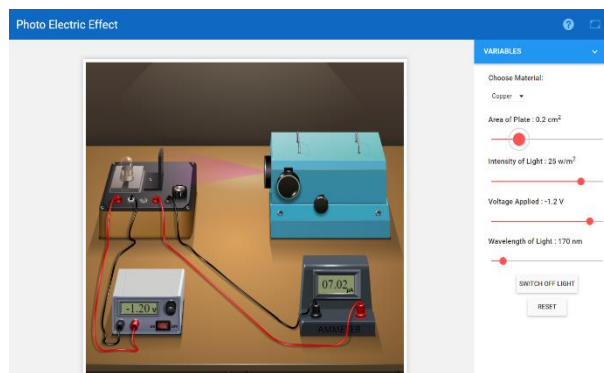 Photo Electric Effect
?
VARIABLES
Choose Material:
Copper
Area of Plate : 0.2 cm²
Intensity of Light : 25 w/m²
Voltage Applied : -1.2 V
Wavelength of Light : 170 nm
SWITCH OFF LIGHT
RESET
07.02 µA
-1.20 v
AMMETER